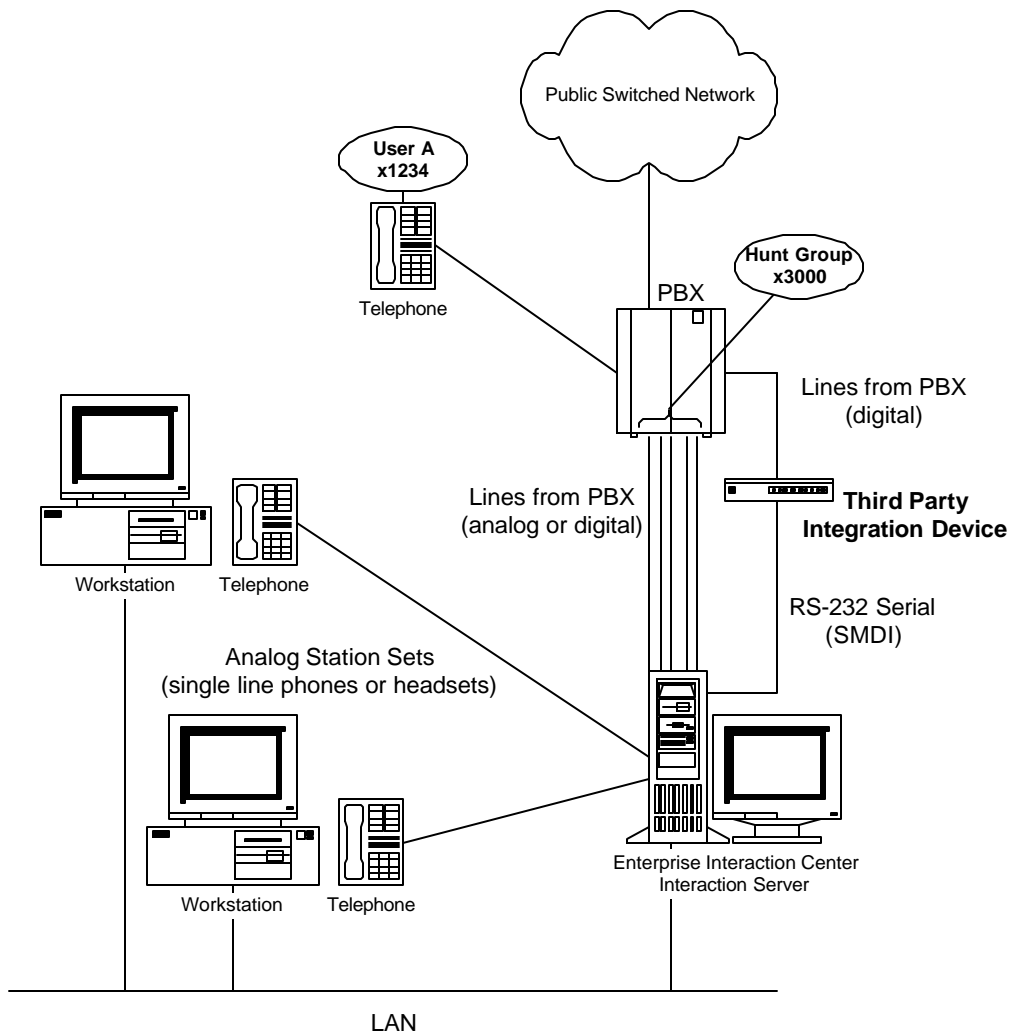 Public Switched Network
User A
x1234
Telephone
Hunt Group
x3000
PBX
Lines from PBX
(digital)
Lines from PBX
(analog or digital)
Third Party
Integration Device
Workstation
Telephone
RS-232 Serial
(SMDI)
Analog Station Sets
(single line phones or headsets)
Enterprise Interaction Center
Interaction Server
Workstation
Telephone
LAN